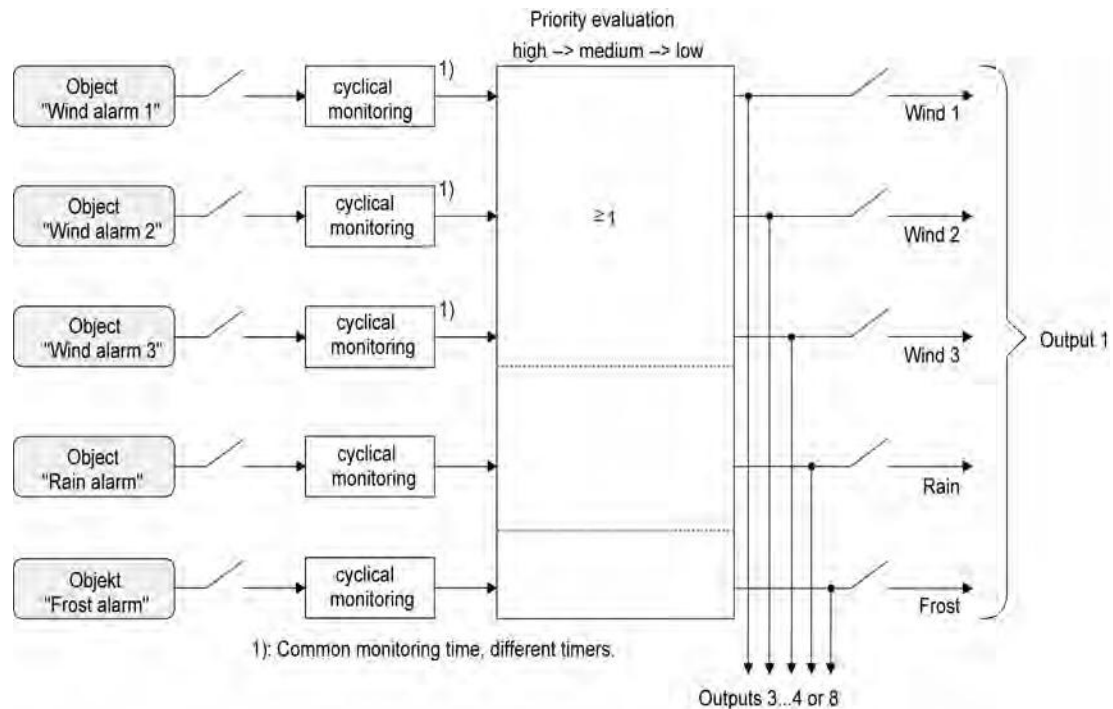 Priority evaluation
high --> medium --> low
Object
"Wind alarm 1"
cyclical
monitoring
1)
Wind 1
Object
"Wind alarm 2"
cyclical
monitoring
1)
≥1
Wind 2
Object
"Wind alarm 3"
cyclical
monitoring
1)
Wind 3
Output 1
Object
"Rain alarm"
cyclical
monitoring
Rain
Objekt
"Frost alarm"
cyclical
monitoring
Frost
1): Common monitoring time, different timers.
Outputs 3...4 or 8